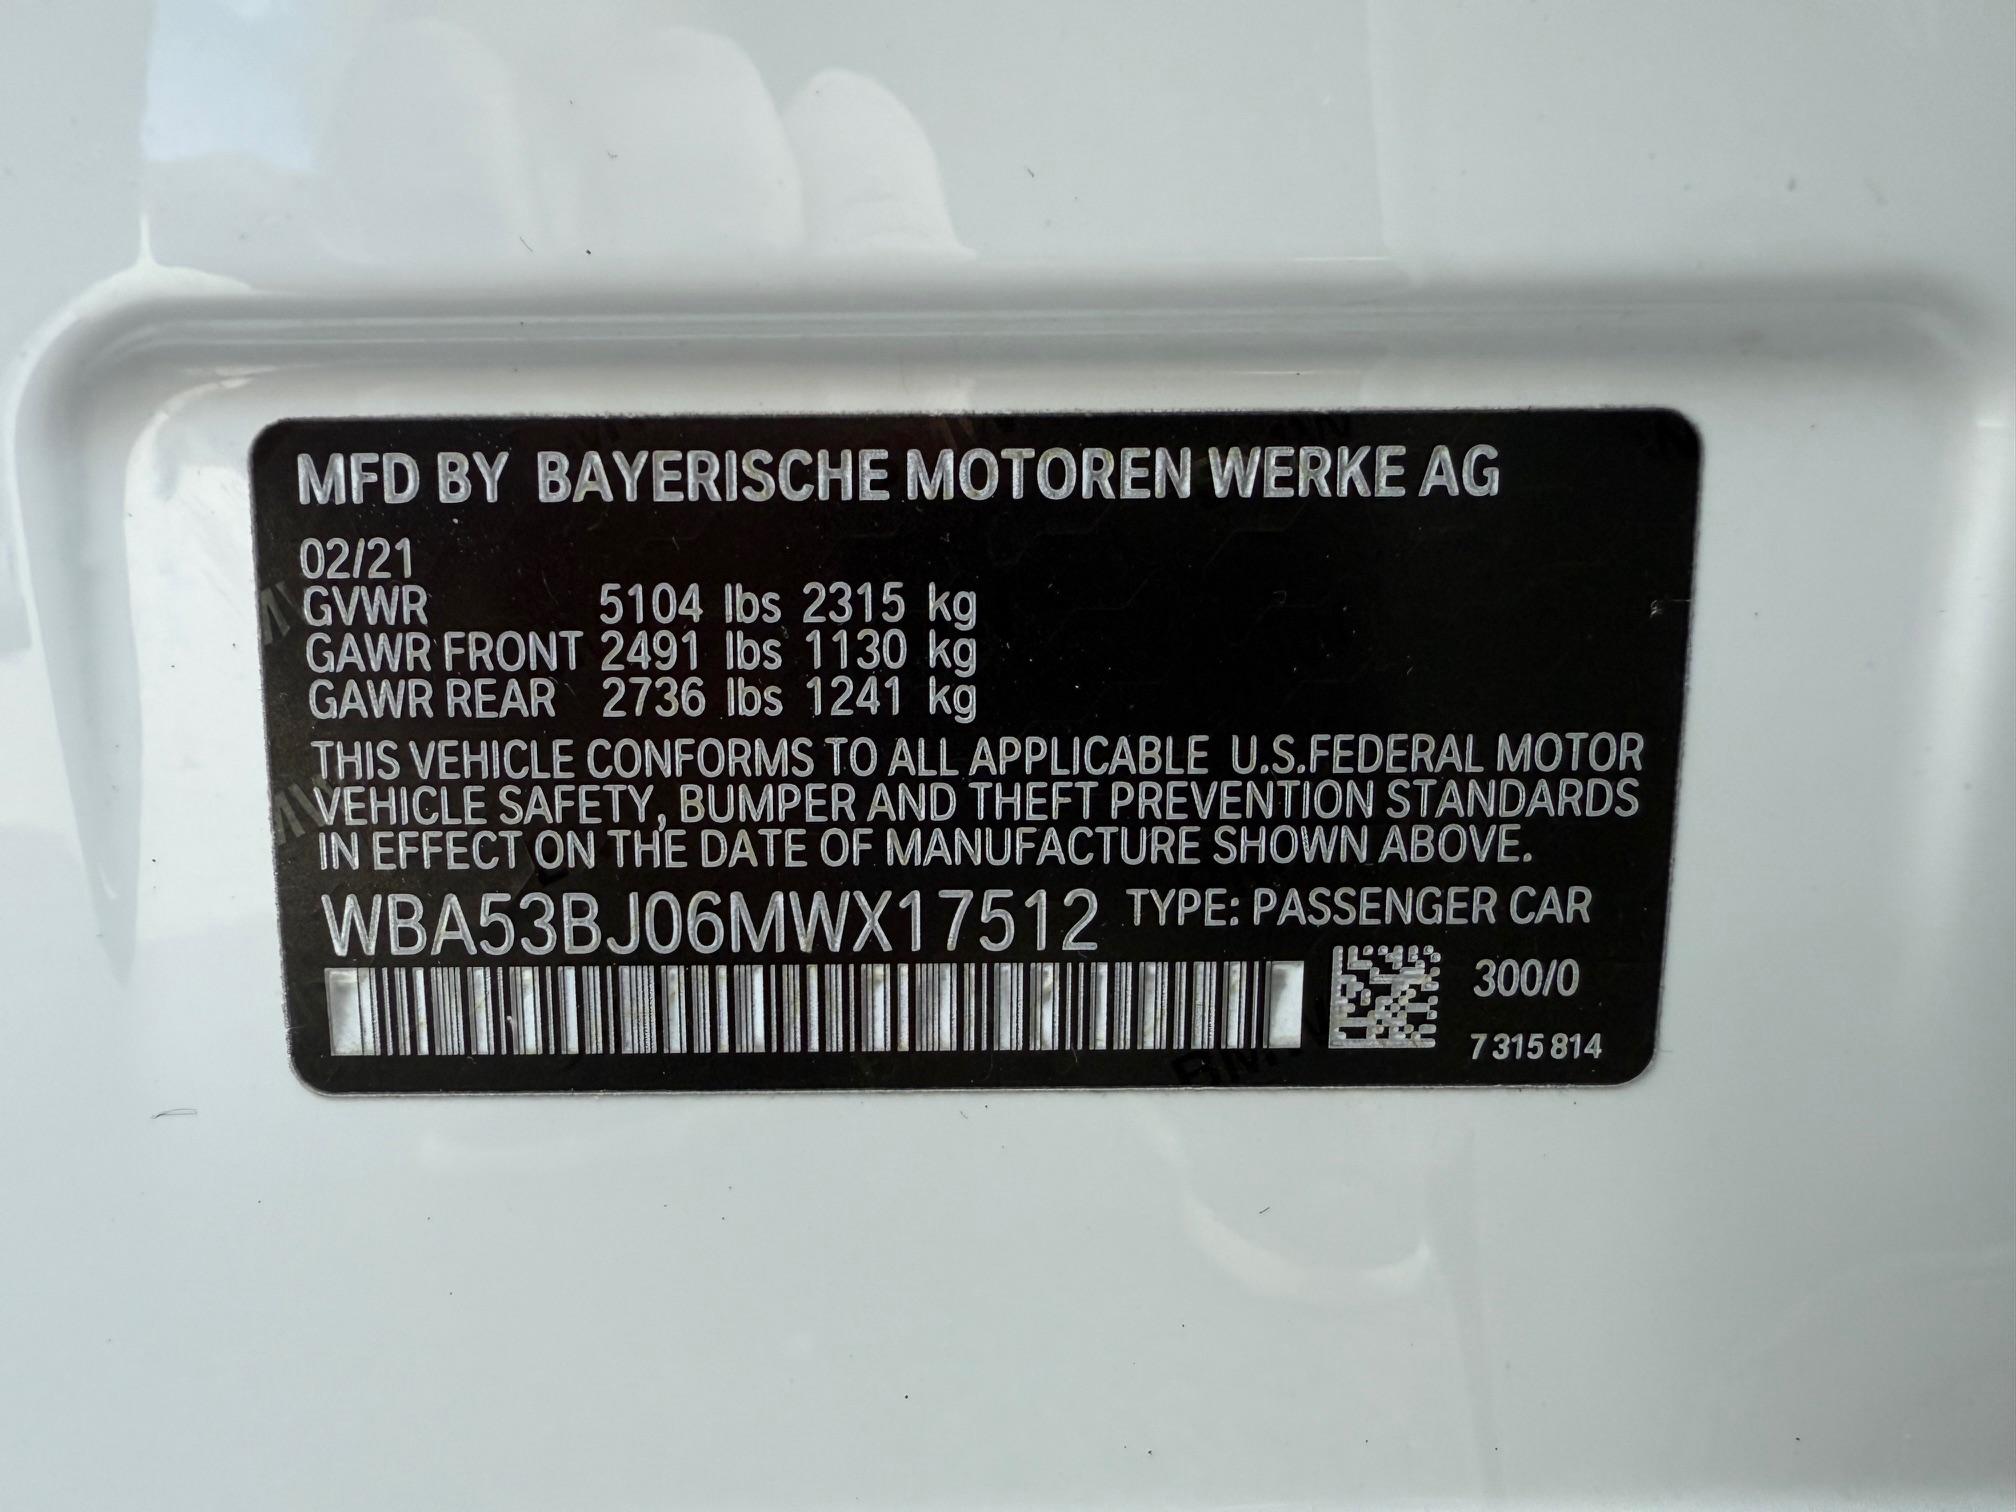 MFD BY BAYERISCHE MOTOREN WERKE AG
02/21
GVWR 5104 lbs 2315 kg
GAWR FRONT 2491 lbs 1130 kg
GAWR REAR 2736 lbs 1241 kg
THIS VEHICLE CONFORMS TO ALL APPLICABLE U.S.FEDERAL MOTOR
VEHICLE SAFETY, BUMPER AND THEFT PREVENTION STANDARDS
IN EFFECT ON THE DATE OF MANUFACTURE SHOWN ABOVE.
WBA53BJ06MWX17512 TYPE: PASSENGER CAR
300/0
7 315 814